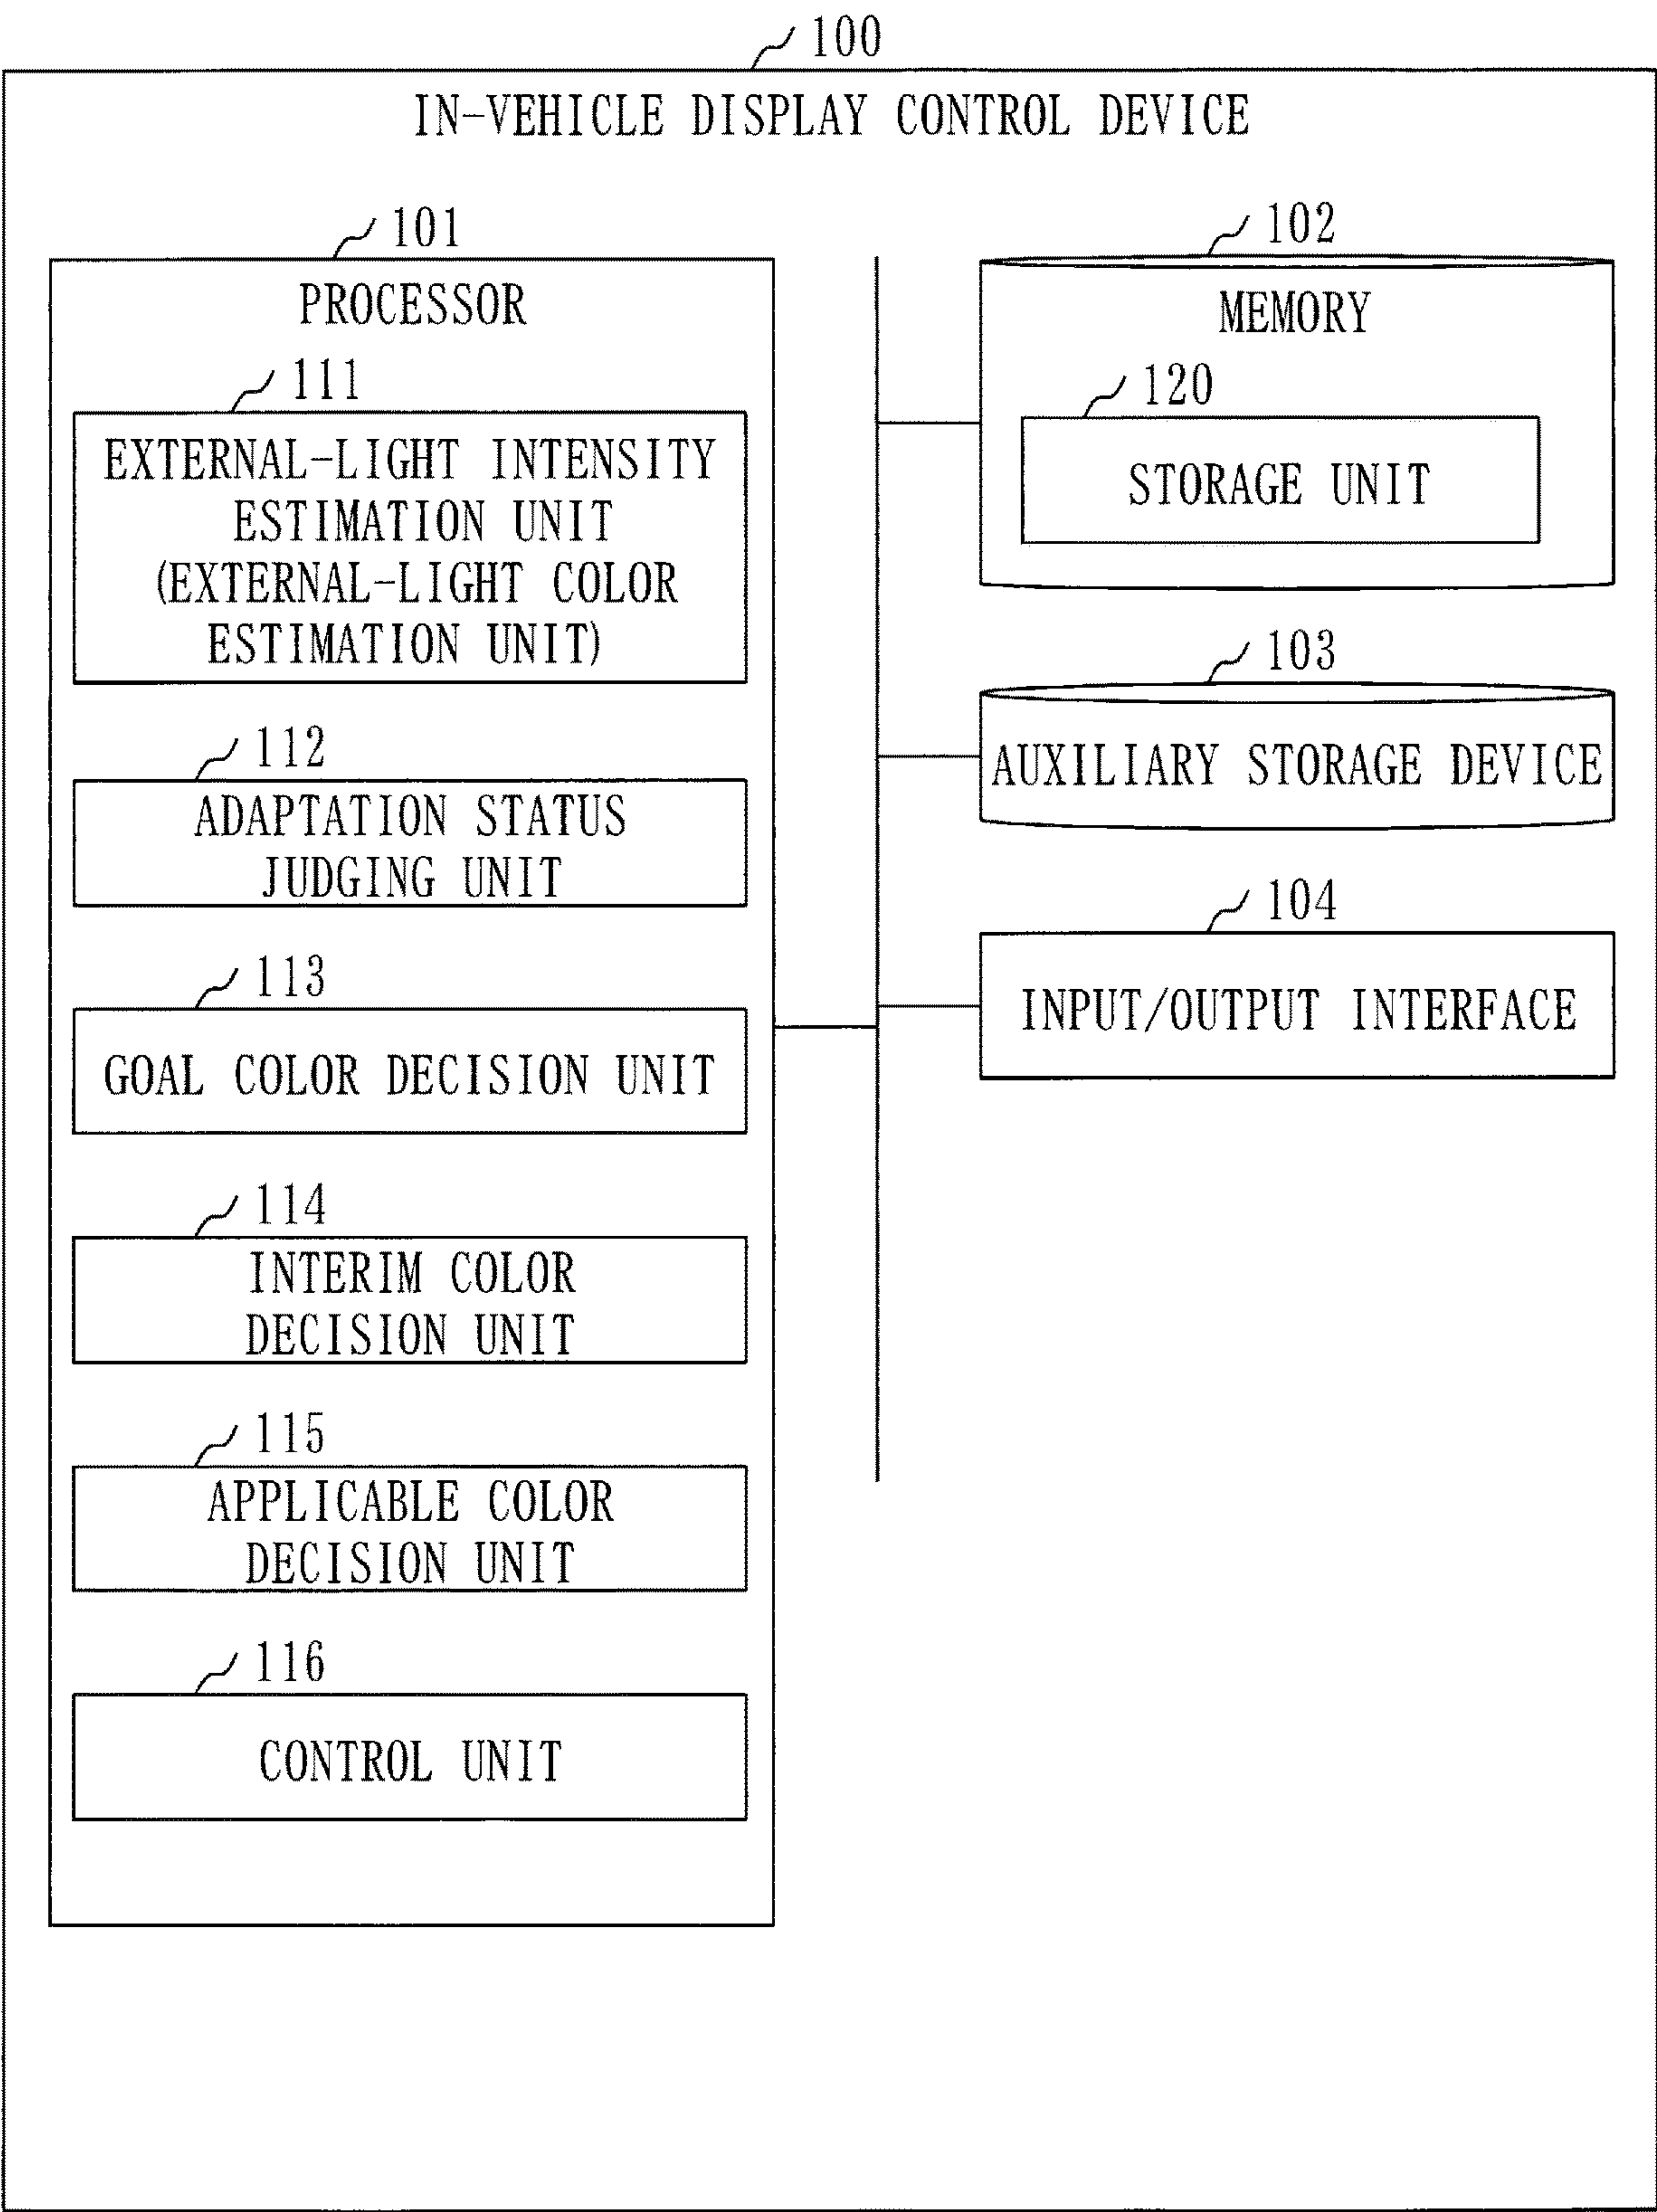 100
IN-VEHICLE DISPLAY CONTROL DEVICE
101
PROCESSOR
111
EXTERNAL-LIGHT INTENSITY
ESTIMATION UNIT
(EXTERNAL-LIGHT COLOR
ESTIMATION UNIT)
112
ADAPTATION STATUS
JUDGING UNIT
113
GOAL COLOR DECISION UNIT
114
INTERIM COLOR
DECISION UNIT
115
APPLICABLE COLOR
DECISION UNIT
116
CONTROL UNIT
102
MEMORY
120
STORAGE UNIT
103
AUXILIARY STORAGE DEVICE
104
INPUT/OUTPUT INTERFACE